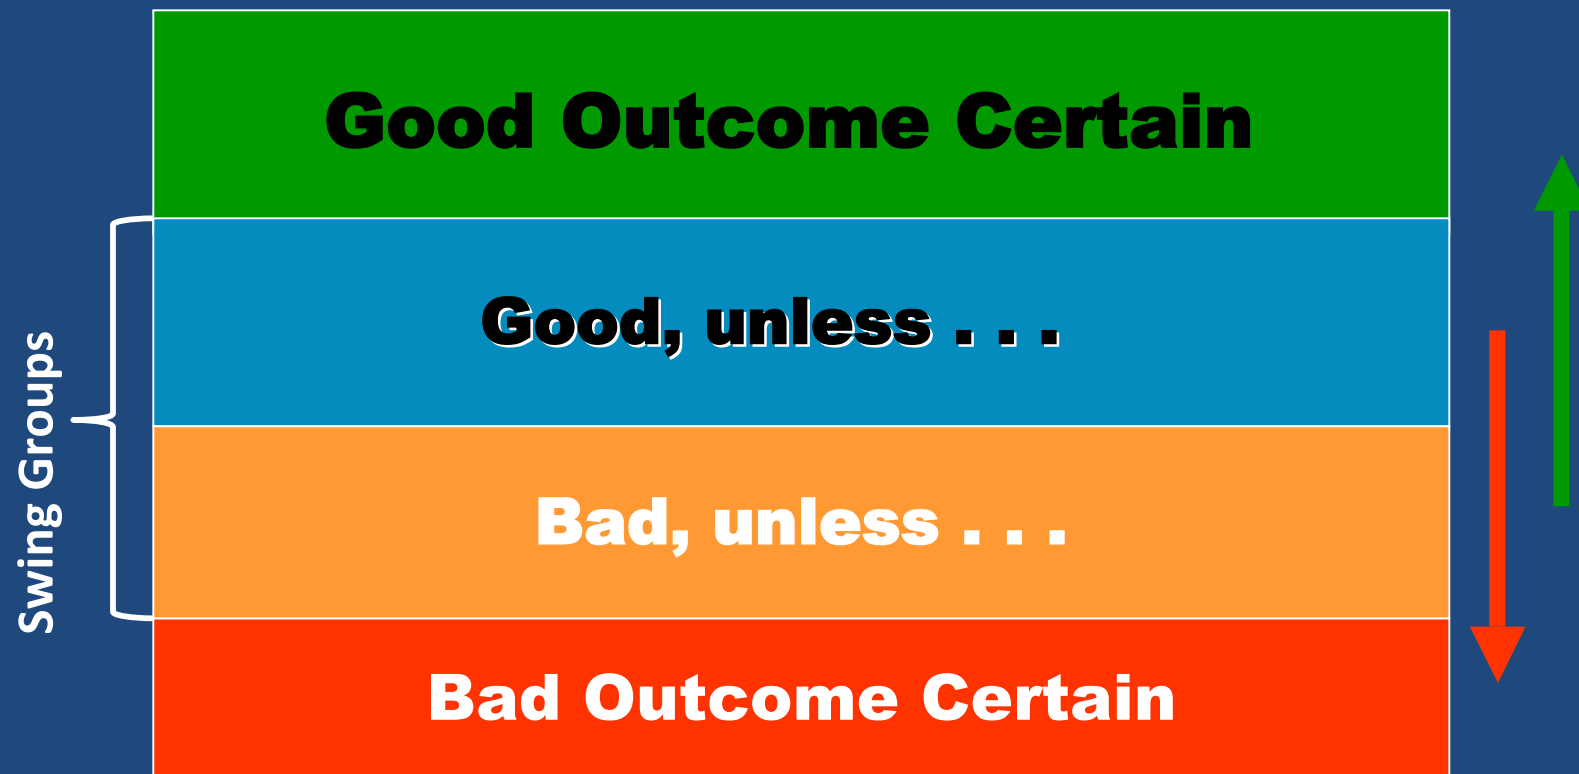 Good Outcome Certain
Good, unless . . .
Swing Groups
Bad, unless . . .
Bad Outcome Certain